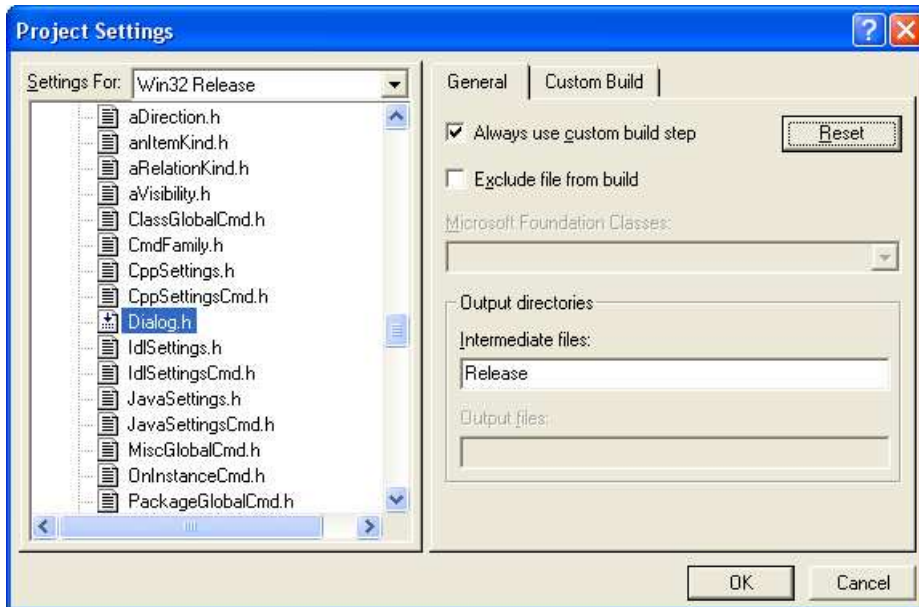 Project Settings
Settings For: Win32 Release
aDirection.h
anItemKind.h
aRelationKind.h
aVisibility.h
ClassGlobalCmd.h
CmdFamily.h
CppSettings.h
CppSettingsCmd.h
Dialog.h
IdlSettings.h
IdlSettingsCmd.h
JavaSettings.h
JavaSettingsCmd.h
MiscGlobalCmd.h
OnInstanceCmd.h
PackageGlobalCmd.h
General Custom Build
Always use custom build step Reset
Exclude file from build
Microsoft Foundation Classes:
Output directories
Intermediate files:
Release
Output files:
OK Cancel